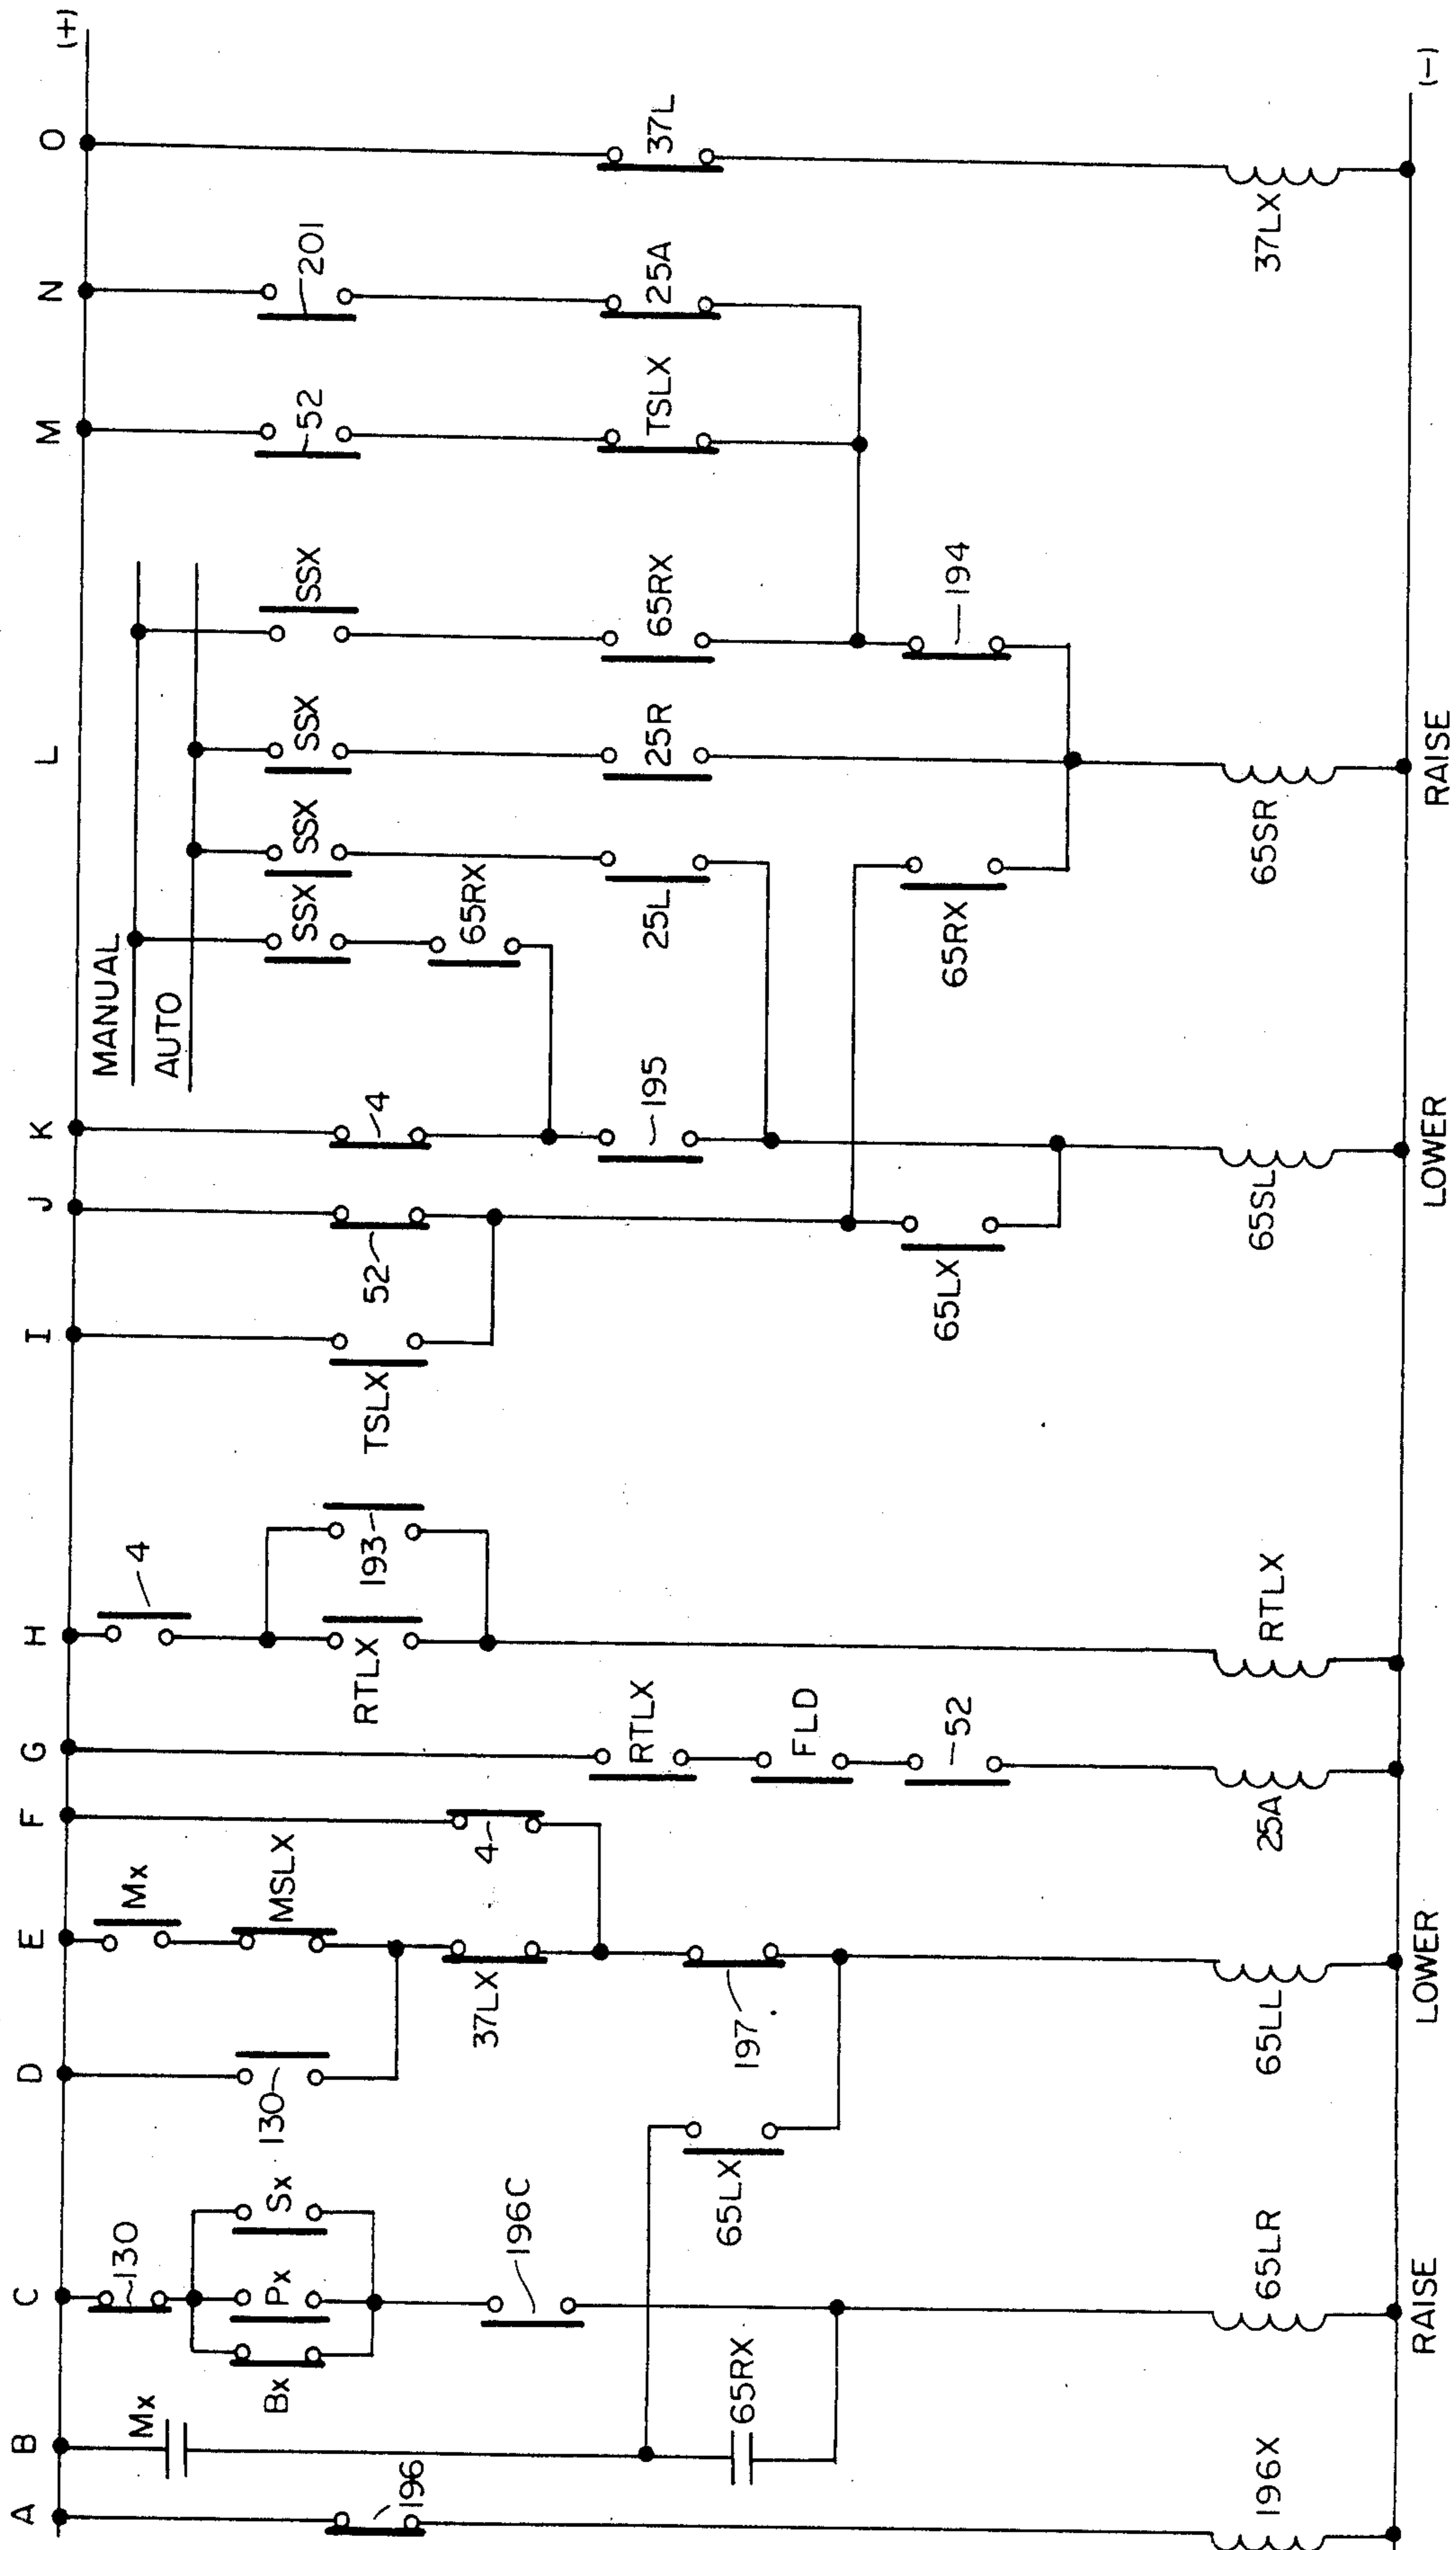 A
B
C
D
E
F
G
H
I
J
K
L
M
N
O
(+)
MANUAL
AUTO
Mx
130
Mx
4
SSX
SSX
SSX
SSX
52
201
Bx
Px
Sx
130
MSLX
196
4
RTLX
193
TSLX
52
4
65RX
196C
37LX
RTLX
25L
25R
65RX
TSLX
25A
37L
65RX
65LX
197
FLD
195
52
65LX
65RX
194
196X
65LR
65LL
25A
RTLX
65SL
65SR
37LX
(-)
RAISE
LOWER
LOWER
RAISE